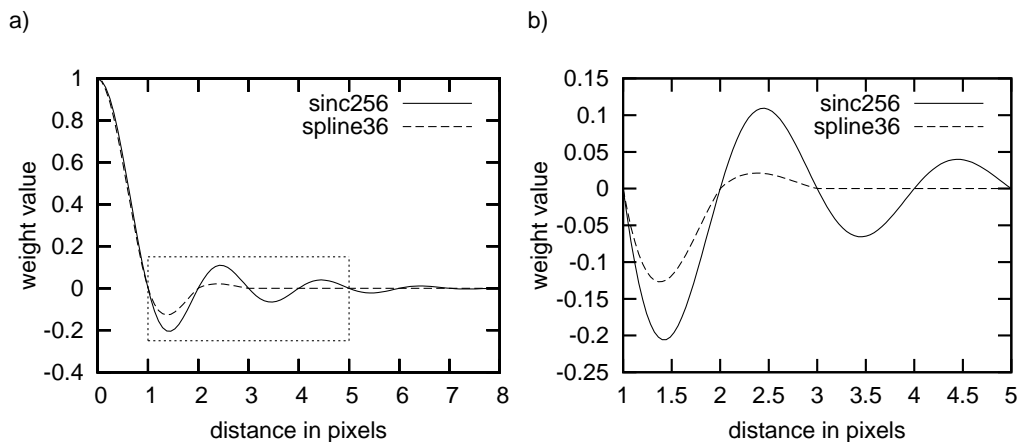 a)
1
0.8
0.6
0.4
0.2
0
-0.2
-0.4
weight value
sinc256
spline36
0 1 2 3 4 5 6 7 8
distance in pixels
b)
0.15
0.1
0.05
0
-0.05
-0.1
-0.15
-0.2
-0.25
weight value
sinc256
spline36
1 1.5 2 2.5 3 3.5 4 4.5 5
distance in pixels